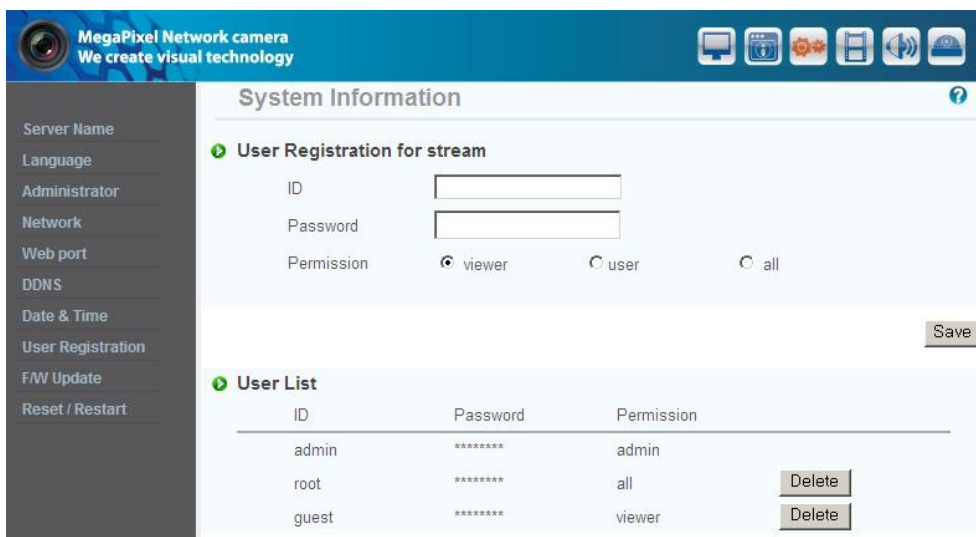 MegaPixel Network camera
We create visual technology
System Information
?
Server Name
Language
Administrator
Network
Web port
DDNS
Date & Time
User Registration
F/W Update
Reset / Restart
User Registration for stream
ID
Password
Permission viewer user all
Save
User List
ID Password Permission
admin ******** admin
root ******** all Delete
guest ******** viewer Delete